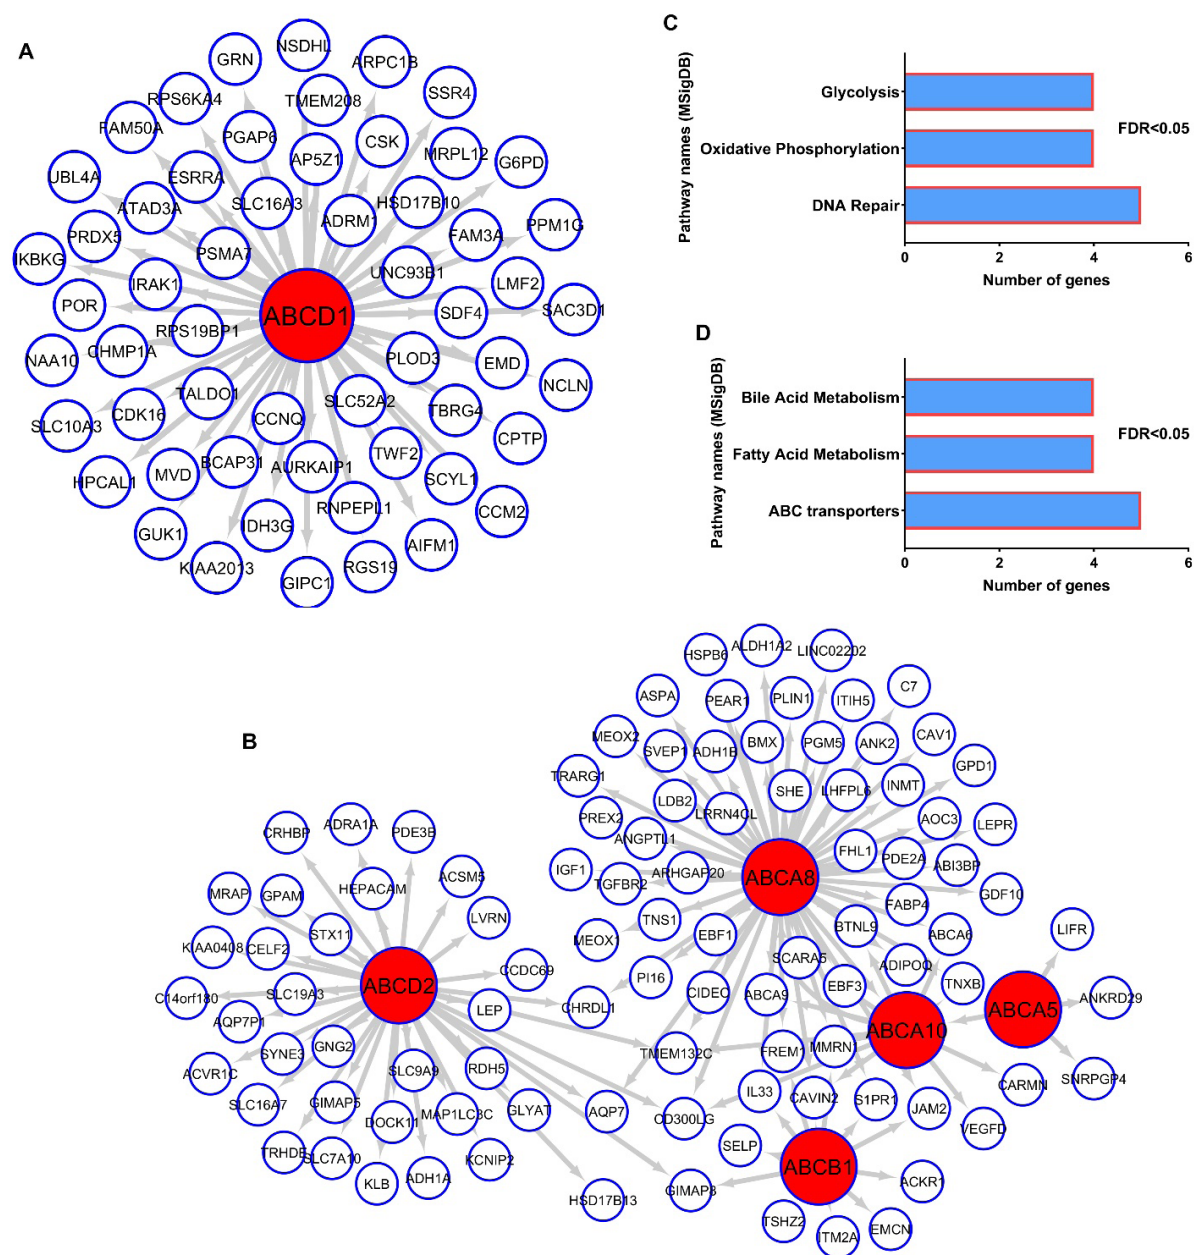 A
NSDHL
GRN
ARPC1B
RPS6KA4
TMEM208
SSR4
FAM50A
PGAP6
CSK
MRPL12
AP5Z1
G6PD
UBL4A
ESRRA
ATAD3A
SLC16A3
HSD17B10
ADRM1
PPM1G
PRDX5
FAM3A
PSMA7
IKBKG
UNC93B1
IRAK1
LMF2
POR
SAC3D1
SDF4
ABCD1
RPS19BP1
NAA10
CHMP1A
PLOD3
EMD
NCLN
TALDO1
SLC52A2
SLC10A3
CDK16
CCNQ
TBRG4
CPTP
HPCAL1
MVD
BCAP31
AURKAIP1
TWF2
SCYL1
CCM2
GUK1
IDH3G
RNPEPL1
AIFM1
KIAA2013
GIPC1
RGS19
C
Pathway names (MSigDB)
Glycolysis
Oxidative Phosphorylation
DNA Repair
FDR<0.05
0 2 4 6
Number of genes
D
Pathway names (MSigDB)
Bile Acid Metabolism
Fatty Acid Metabolism
ABC transporters
FDR<0.05
0 2 4 6
Number of genes
B
HSPB6
ALDH1A2
LINC02202
ASPA
PEAR1
PLIN1
ITIH5
C7
MEOX2
SVEP1
ADH1B
BMX
PGM5
ANK2
CAV1
TRARG1
GPD1
LDB2
LRRN4CL
SHE
LHFPL6
INMT
PREX2
ANGPTL1
AOC3
LEPR
FHL1
PDE2A
ABI3BP
IGF1
TGFBR2
ARHGAP20
ABCA8
FABP4
GDF10
MEOX1
TNS1
EBF1
BTNL9
ABCA6
LIFR
PI16
SCARA5
ADIPOQ
CIDEC
ABCA9
EBF3
TNXB
ABCA5
ANKRD29
ABCA10
TMEM132C
FREM1
MMRN1
CARMN
SNRPGP4
IL33
CAVIN2
S1PR1
JAM2
VEGFD
CD300LG
SELP
ABCB1
ACKR1
GIMAP8
TSHZ2
ITM2A
EMCN
CRHBP
ADRA1A
PDE3B
MRAP
GPAM
HEPACAM
ACSM5
LVRN
STX11
KIAA0408
CELF2
CCDC69
C14orf180
SLC19A3
ABCD2
CHRDL1
AQP7P1
LEP
SYNE3
GNG2
ACVR1C
SLC9A9
RDH5
SLC16A7
GIMAP5
DOCK11
MAP1LC3C
GLYAT
AQP7
TRHDE
SLC7A10
KLB
ADH1A
KCNIP2
HSD17B13